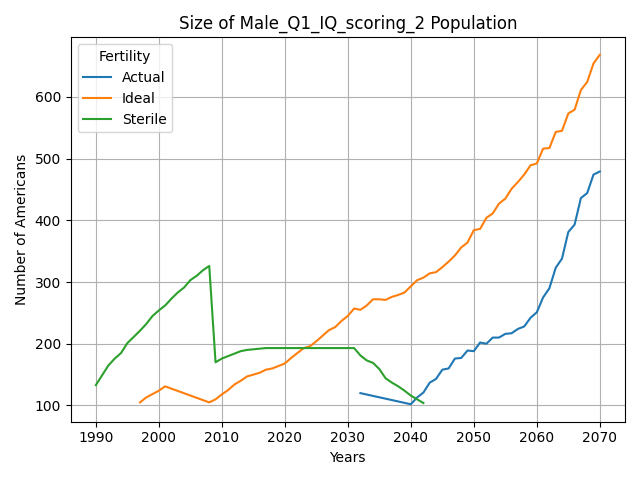 Size of Male_Q1_IQ_scoring_2 Population
Fertility
Actual
Ideal
Sterile
Number of Americans
600
500
400
300
200
100
1990 2000 2010 2020 2030 2040 2050 2060 2070
Years